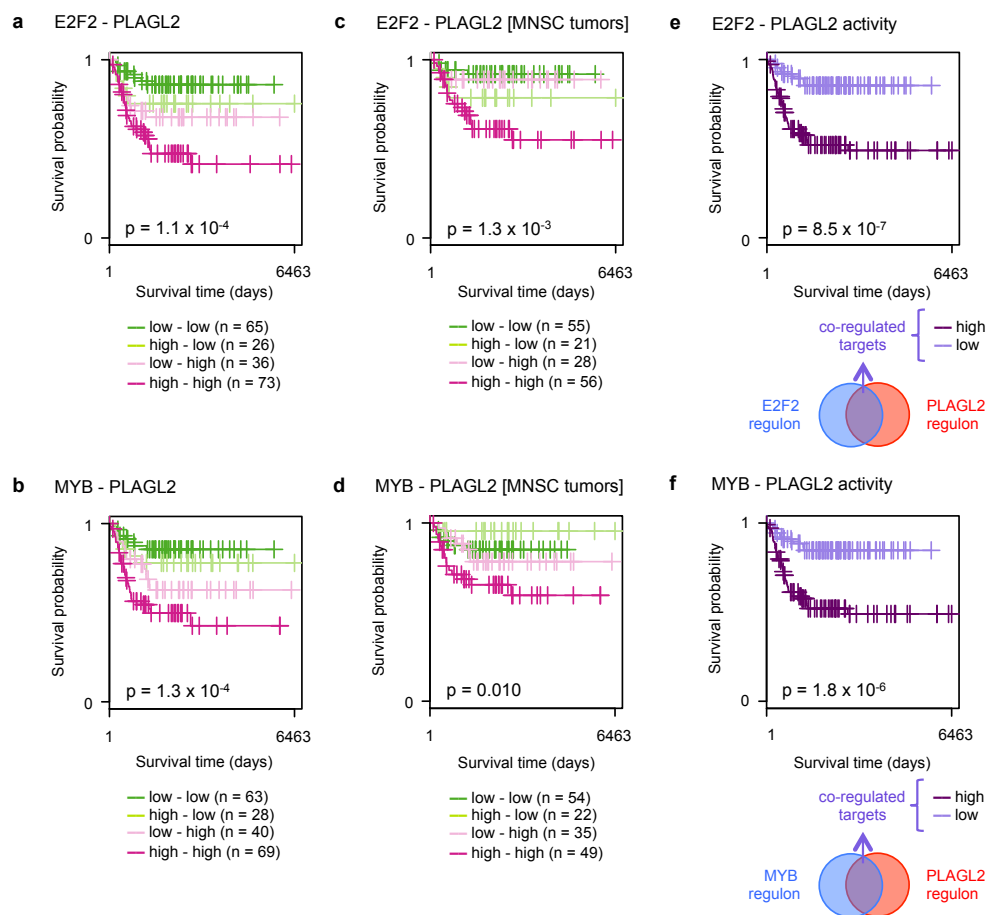 a E2F2 - PLAGL2
1
Survival probability
0
p = 1.1 x 10-4
1 6463
Survival time (days)
low - low (n = 65)
high - low (n = 26)
low - high (n = 36)
high - high (n = 73)
c E2F2 - PLAGL2 [MNSC tumors]
1
Survival probability
0
p = 1.3 x 10-3
1 6463
Survival time (days)
low - low (n = 55)
high - low (n = 21)
low - high (n = 28)
high - high (n = 56)
e E2F2 - PLAGL2 activity
1
Survival probability
0
p = 8.5 x 10-7
1 6463
Survival time (days)
co-regulated
targets
high
low
E2F2
regulon
PLAGL2
regulon
b MYB - PLAGL2
1
Survival probability
0
p = 1.3 x 10-4
1 6463
Survival time (days)
low - low (n = 63)
high - low (n = 28)
low - high (n = 40)
high - high (n = 69)
d MYB - PLAGL2 [MNSC tumors]
1
Survival probability
0
p = 0.010
1 6463
Survival time (days)
low - low (n = 54)
high - low (n = 22)
low - high (n = 35)
high - high (n = 49)
f MYB - PLAGL2 activity
1
Survival probability
0
p = 1.8 x 10-6
1 6463
Survival time (days)
co-regulated
targets
high
low
MYB
regulon
PLAGL2
regulon